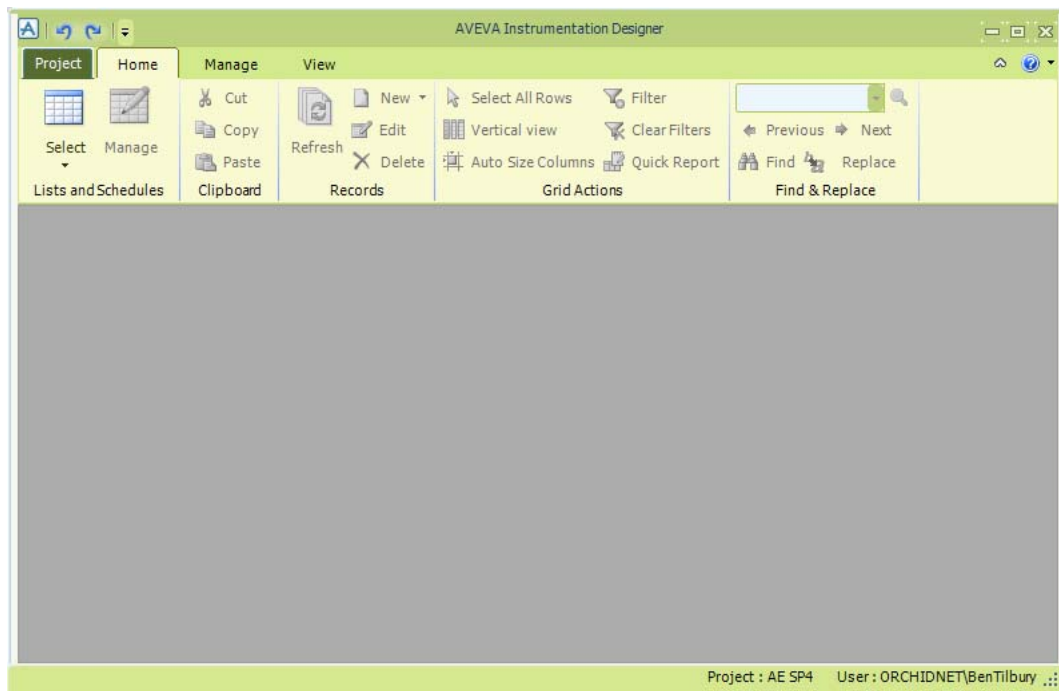 A
AVEVA Instrumentation Designer
Project Home Manage View
Select
Manage
Lists and Schedules
Cut
Copy
Paste
Clipboard
Refresh
New
Edit
Delete
Records
Select All Rows
Vertical view
Auto Size Columns
Filter
Clear Filters
Quick Report
Grid Actions
Previous Next
Find Replace
Find & Replace
Project : AE SP4 User : ORCHIDNET\BenTilbury